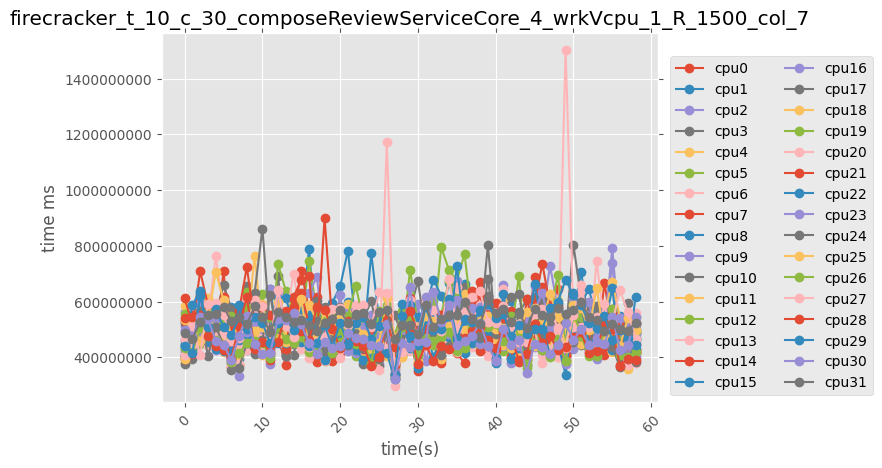 firecracker_t_10_c_30_composeReviewServiceCore_4_wrkVcpu_1_R_1500_col_7
time ms
1400000000
1200000000
1000000000
800000000
600000000
400000000
0
10
20
30
40
50
60
time(s)
cpu0
cpu1
cpu2
cpu3
cpu4
cpu5
cpu6
cpu7
cpu8
cpu9
cpu10
cpu11
cpu12
cpu13
cpu14
cpu15
cpu16
cpu17
cpu18
cpu19
cpu20
cpu21
cpu22
cpu23
cpu24
cpu25
cpu26
cpu27
cpu28
cpu29
cpu30
cpu31